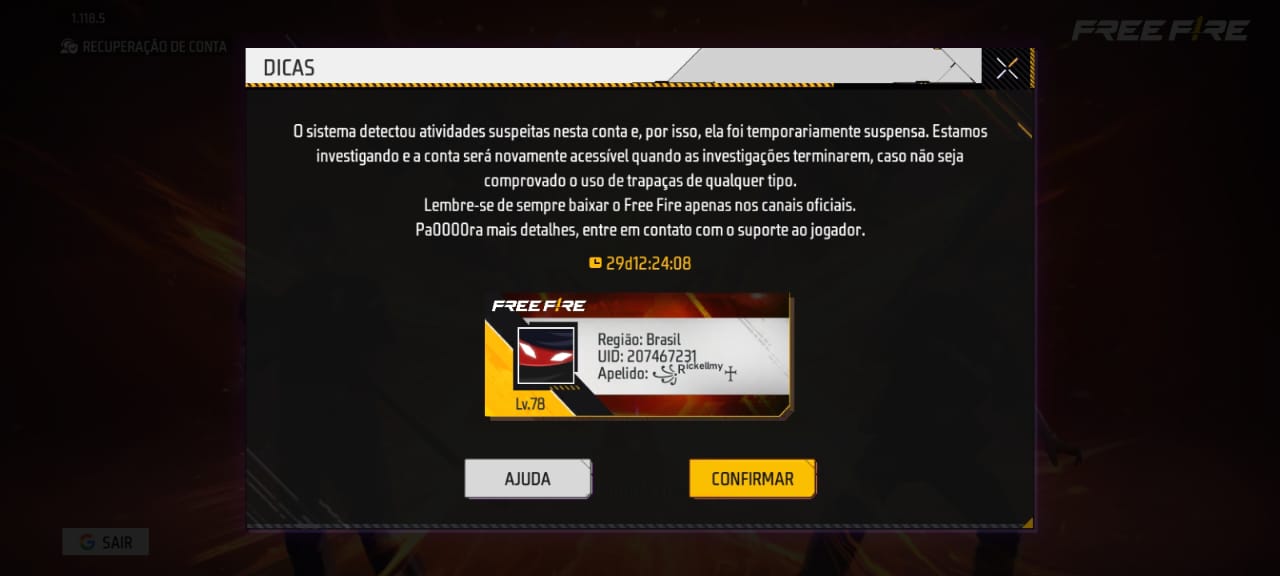 1.118.5
RECUPERAÇÃO DE CONTA
FREE FIRE
DICAS
O sistema detectou atividades suspeitas nesta conta e, por isso, ela foi temporariamente suspensa. Estamos
investigando e a conta será novamente acessível quando as investigações terminarem, caso não seja
comprovado o uso de trapaças de qualquer tipo.
Lembre-se de sempre baixar o Free Fire apenas nos canais oficiais.
Pa0000ra mais detalhes, entre em contato com o suporte ao jogador.
29d12:24:08
FREE FIRE
Região: Brasil
UID: 207467231
Apelido: ꧁Rⁱᶜᵏᵉˡˡᵐʸ☥
Lv.78
AJUDA
CONFIRMAR
G SAIR